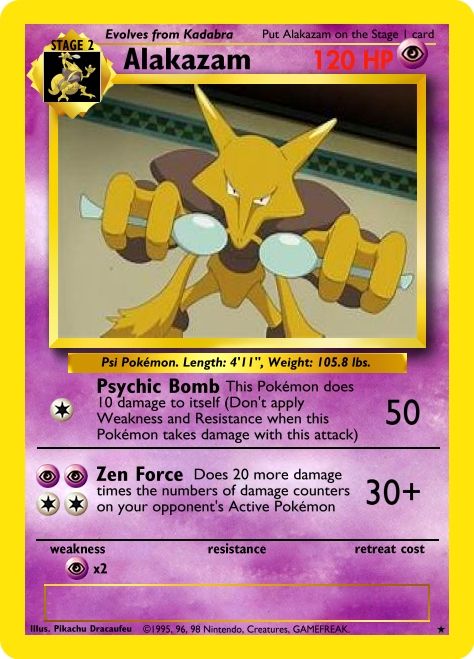 Evolves from Kadabra
Put Alakazam on the Stage 1 card
STAGE 2
Alakazam
120 HP
Psi Pokémon. Length: 4'11", Weight: 105.8 lbs.
Psychic Bomb This Pokémon does
10 damage to itself (Don't apply
Weakness and Resistance when this
Pokémon takes damage with this attack)
50
Zen Force Does 20 more damage
times the numbers of damage counters
on your opponent's Active Pokémon
30+
weakness resistance retreat cost
x2
Illus. Pikachu Dracaufeu ©1995, 96, 98 Nintendo, Creatures, GAMEFREAK.